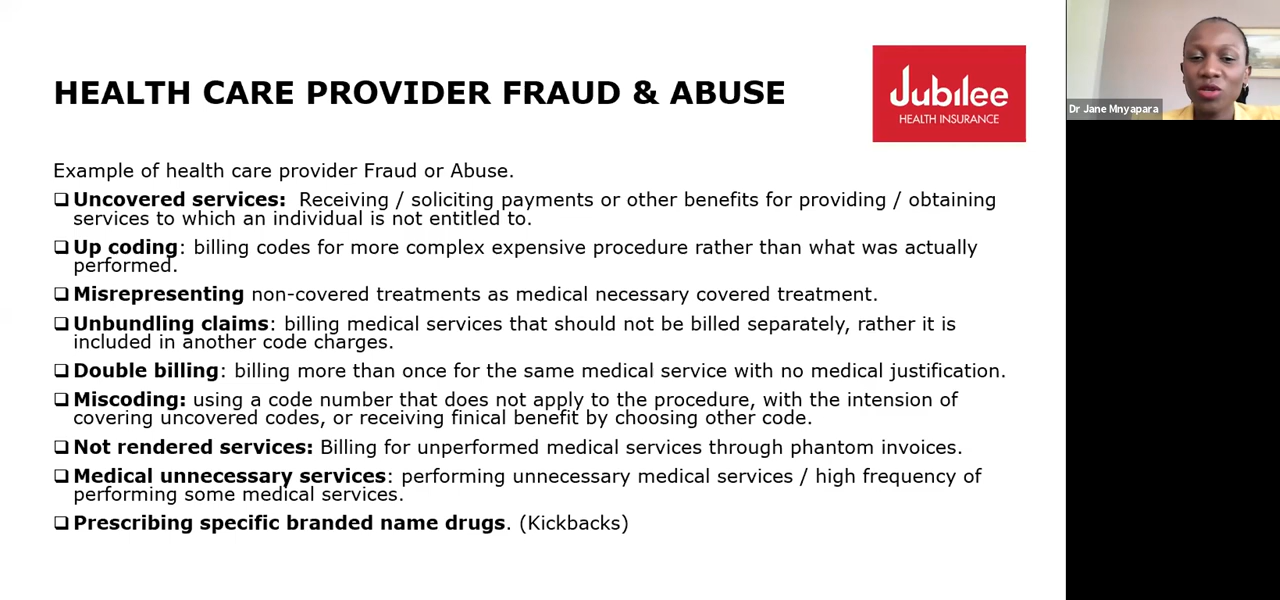 HEALTH CARE PROVIDER FRAUD & ABUSE
Jubilee
HEALTH INSURANCE
Dr Jane Mnyapara
Example of health care provider Fraud or Abuse.
❑ Uncovered services:  Receiving / soliciting payments or other benefits for providing / obtaining
services to which an individual is not entitled to.
❑ Up coding: billing codes for more complex expensive procedure rather than what was actually
performed.
❑ Misrepresenting non-covered treatments as medical necessary covered treatment.
❑ Unbundling claims: billing medical services that should not be billed separately, rather it is
included in another code charges.
❑ Double billing: billing more than once for the same medical service with no medical justification.
❑ Miscoding: using a code number that does not apply to the procedure, with the intension of
covering uncovered codes, or receiving finical benefit by choosing other code.
❑ Not rendered services: Billing for unperformed medical services through phantom invoices.
❑ Medical unnecessary services: performing unnecessary medical services / high frequency of
performing some medical services.
❑ Prescribing specific branded name drugs. (Kickbacks)